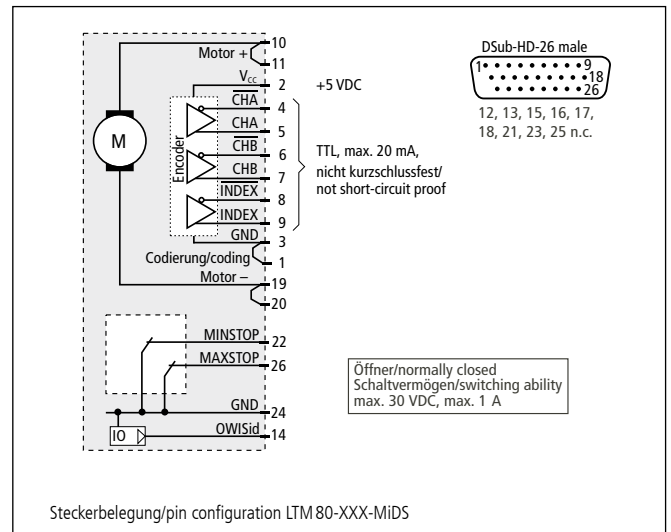 Motor +
10
11
V_CC
2
+5 VDC
C̅H̅A̅
4
CHA
5
C̅H̅B̅
6
CHB
7
I̅N̅D̅E̅X̅
8
INDEX
9
GND
3
Codierung/coding
1
Motor –
19
20
M
Encoder
TTL, max. 20 mA,
nicht kurzschlussfest/
not short-circuit proof
DSub-HD-26 male
1
9
18
26
12, 13, 15, 16, 17,
18, 21, 23, 25 n.c.
MINSTOP
22
MAXSTOP
26
GND
24
IO
OWISid
14
Öffner/normally closed
Schaltvermögen/switching ability
max. 30 VDC, max. 1 A
Steckerbelegung/pin configuration LTM 80-XXX-MiDS